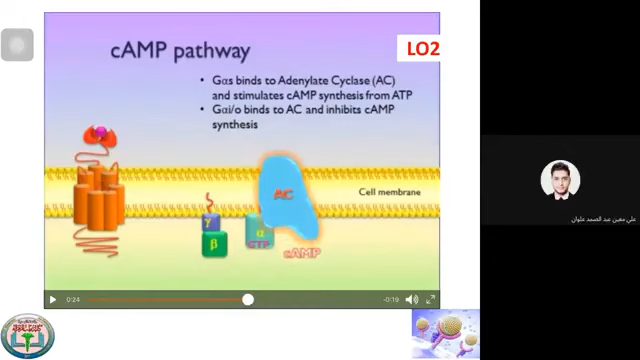 cAMP pathway
LO2
• Gαs binds to Adenylate Cyclase (AC)
and stimulates cAMP synthesis from ATP
• Gαi/o binds to AC and inhibits cAMP
synthesis
AC
Cell membrane
γ
β
α
GTP
cAMP
0:24
-0:19
علي معين عبد الصمد علوان